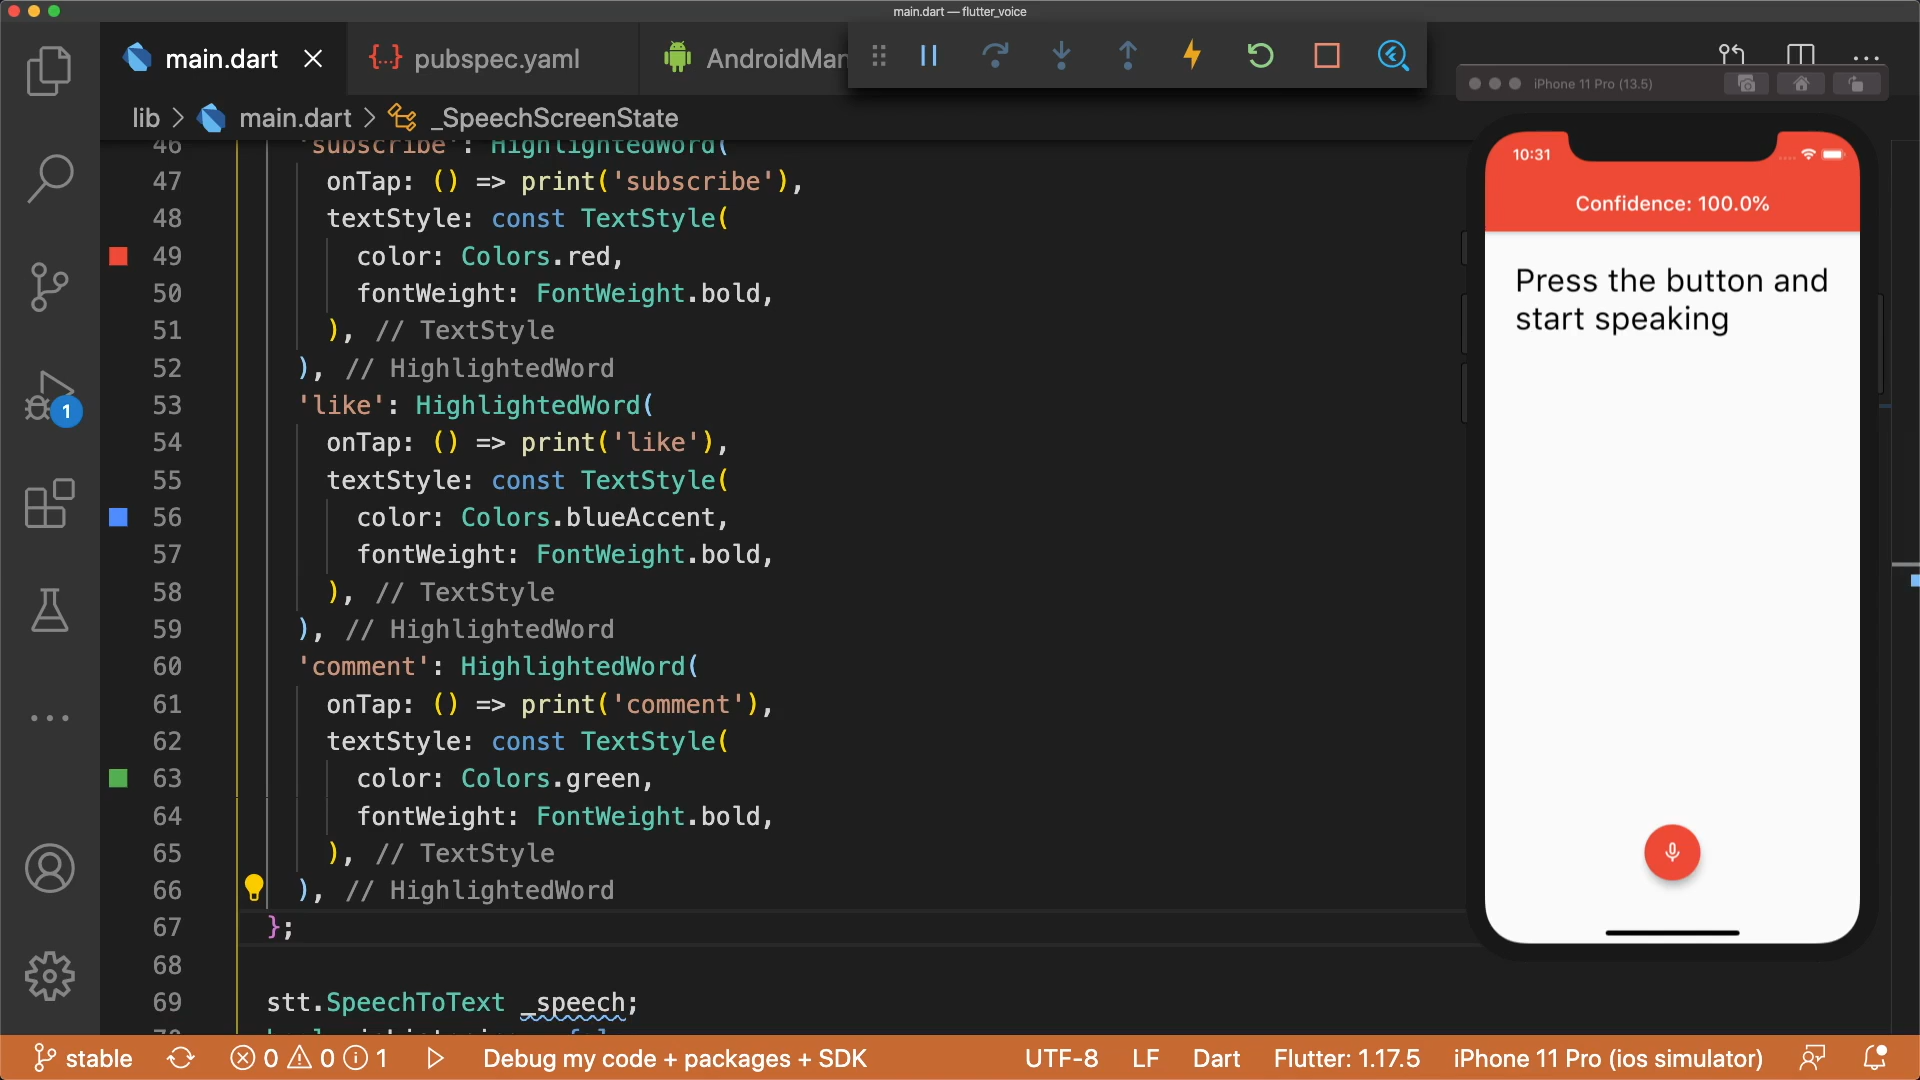 main.dart — flutter_voice
main.dart
pubspec.yaml
AndroidMan
lib > main.dart > _SpeechScreenState
iPhone 11 Pro (13.5)
46 'subscribe': HighlightedWord(
47 onTap: () => print('subscribe'),
48 textStyle: const TextStyle(
49 color: Colors.red,
50 fontWeight: FontWeight.bold,
51 ), // TextStyle
52 ), // HighlightedWord
53 'like': HighlightedWord(
54 onTap: () => print('like'),
55 textStyle: const TextStyle(
56 color: Colors.blueAccent,
57 fontWeight: FontWeight.bold,
58 ), // TextStyle
59 ), // HighlightedWord
60 'comment': HighlightedWord(
61 onTap: () => print('comment'),
62 textStyle: const TextStyle(
63 color: Colors.green,
64 fontWeight: FontWeight.bold,
65 ), // TextStyle
66 ), // HighlightedWord
67 };
68
69 stt.SpeechToText _speech;
1
10:31
Confidence: 100.0%
Press the button and
start speaking
stable 0 0 1 Debug my code + packages + SDK UTF-8 LF Dart Flutter: 1.17.5 iPhone 11 Pro (ios simulator)